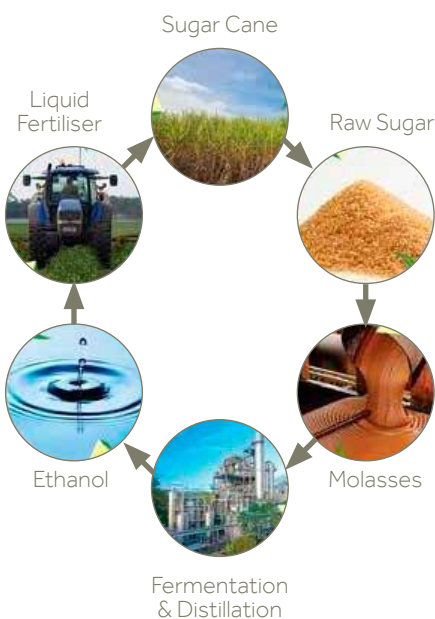 Sugar Cane
Raw Sugar
Molasses
Fermentation
& Distillation
Ethanol
Liquid
Fertiliser